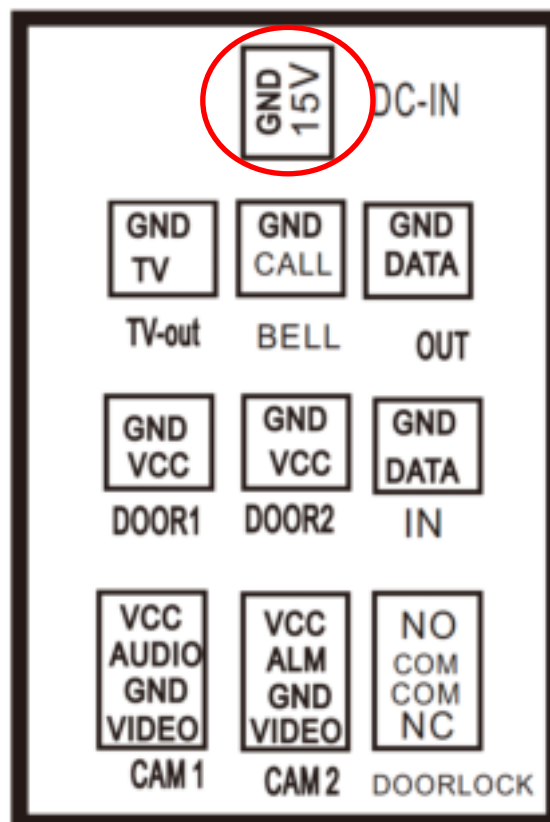 GND
15V
DC-IN
GND
TV
TV-out
GND
CALL
BELL
GND
DATA
OUT
GND
VCC
DOOR1
GND
VCC
DOOR2
GND
DATA
IN
VCC
AUDIO
GND
VIDEO
CAM 1
VCC
ALM
GND
VIDEO
CAM 2
NO
COM
COM
NC
DOORLOCK